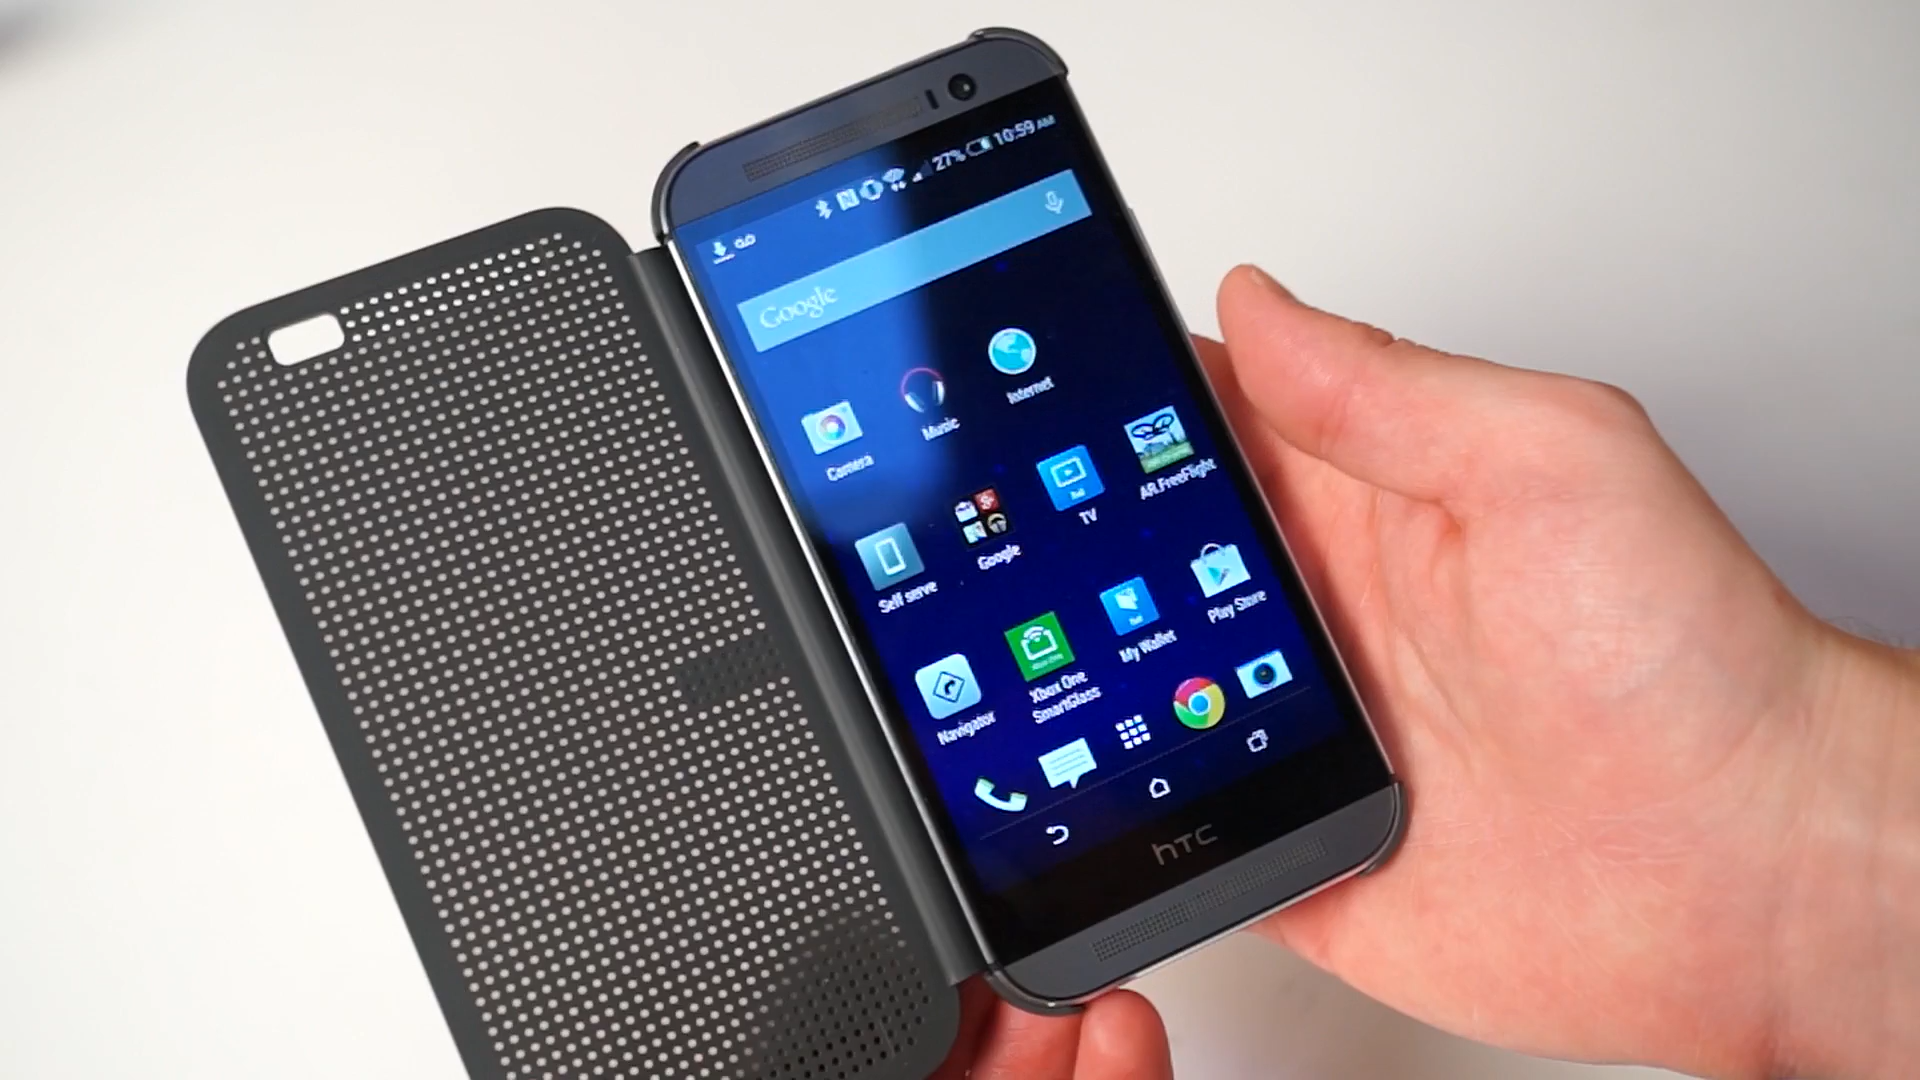 27% 10:59 AM
Google
Camera
Music
Internet
Self serve
Google
TV
AR.FreeFlight
Navigator
Xbox One
SmartGlass
My Wallet
Play Store
hTC